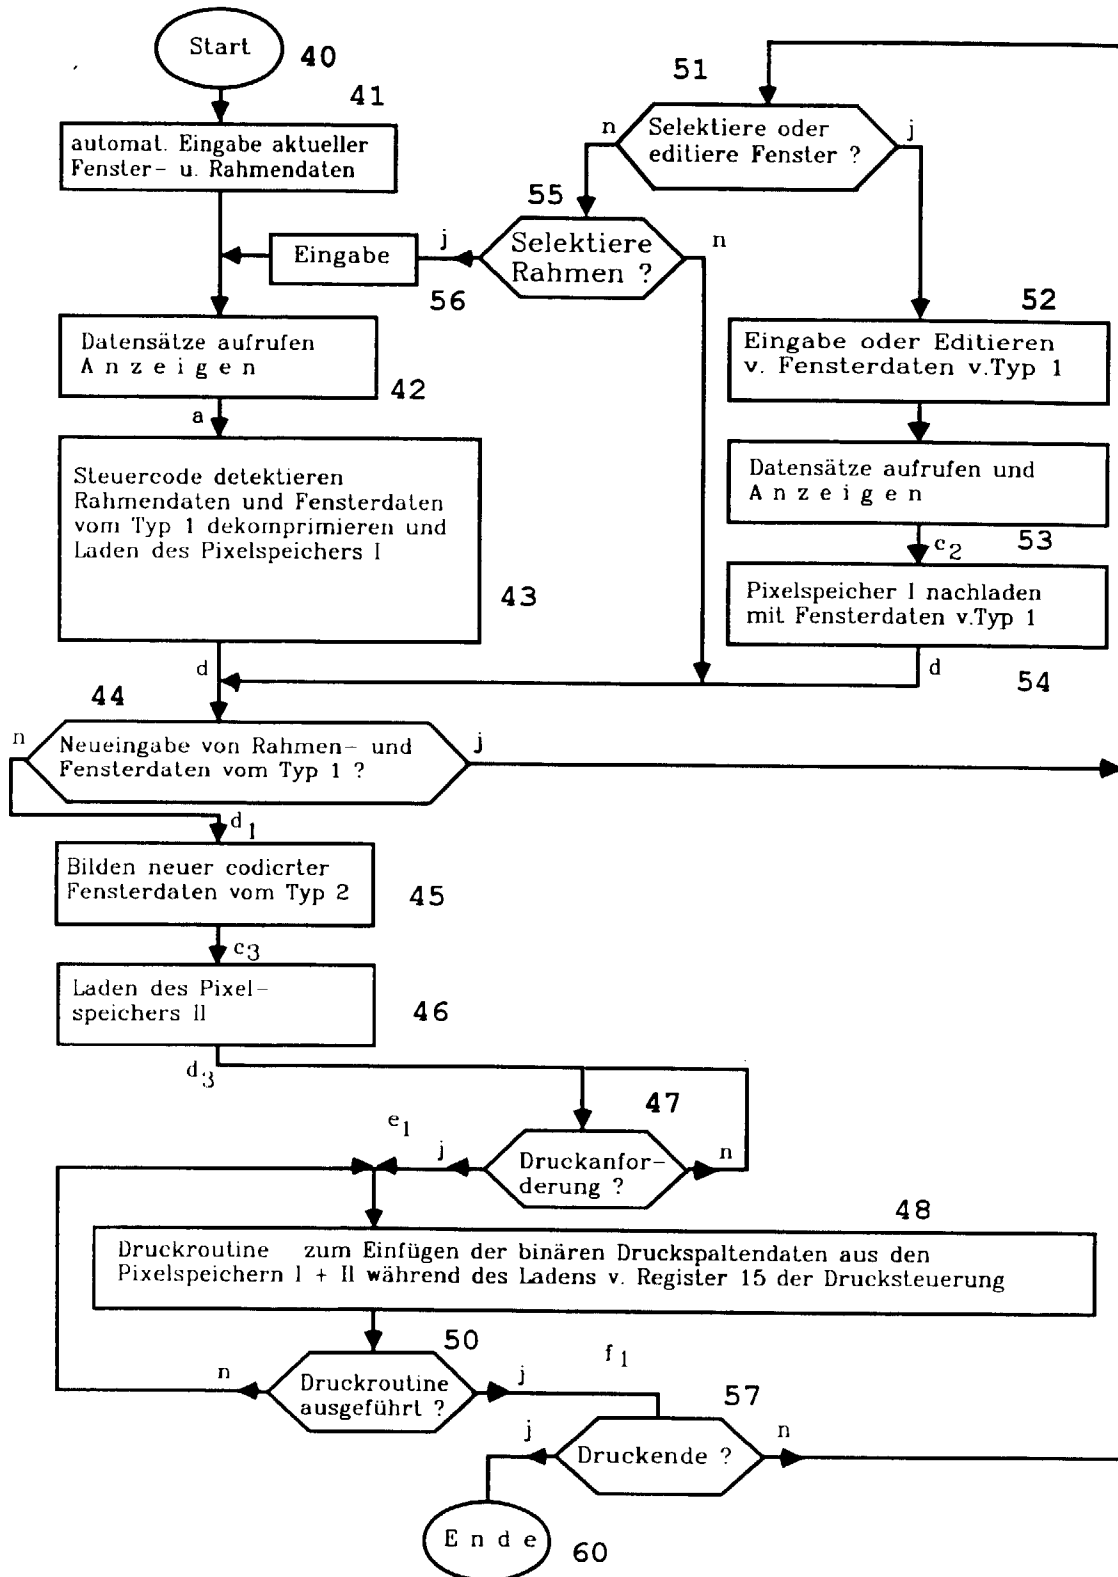 Start
40
41
automat. Eingabe aktueller
Fenster- u. Rahmendaten
51
Selektiere oder
editiere Fenster ?
n
j
55
Selektiere
Rahmen ?
j
n
Eingabe
56
52
Eingabe oder Editieren
v. Fensterdaten v.Typ 1
Datensätze aufrufen
A n z e i g e n
42
a
Datensätze aufrufen und
A n z e i g e n
53
c2
Steuercode detektieren
Rahmendaten und Fensterdaten
vom Typ 1 dekomprimieren und
Laden des Pixelspeichers I
43
Pixelspeicher I nachladen
mit Fensterdaten v.Typ 1
54
d
d
44
n
Neueingabe von Rahmen- und
Fensterdaten vom Typ 1 ?
j
d1
Bilden neuer codierter
Fensterdaten vom Typ 2
45
c3
Laden des Pixel-
speichers II
46
d3
47
e1
j
Druckanfor-
derung ?
n
48
Druckroutine zum Einfügen der binären Druckspaltendaten aus den
Pixelspeichern I + II während des Ladens v. Register 15 der Drucksteuerung
50
n
Druckroutine
ausgeführt ?
j
f1
57
j
Druckende ?
n
E n d e
60